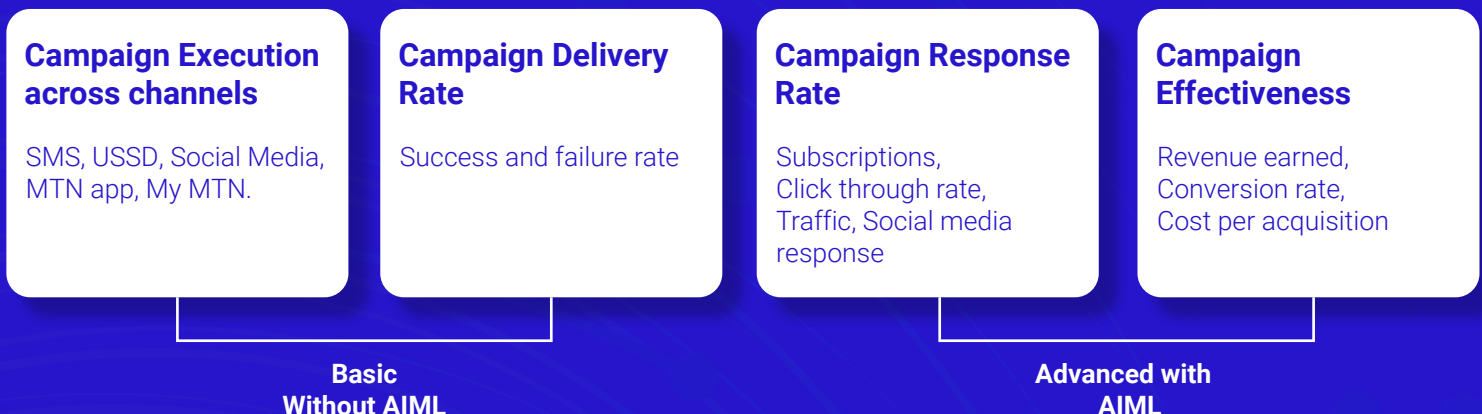 Campaign Execution
across channels
SMS, USSD, Social Media,
MTN app, My MTN.
Campaign Delivery
Rate
Success and failure rate
Campaign Response
Rate
Subscriptions,
Click through rate,
Traffic, Social media
response
Campaign
Effectiveness
Revenue earned,
Conversion rate,
Cost per acquisition
Basic
Without AIML
Advanced with
AIML